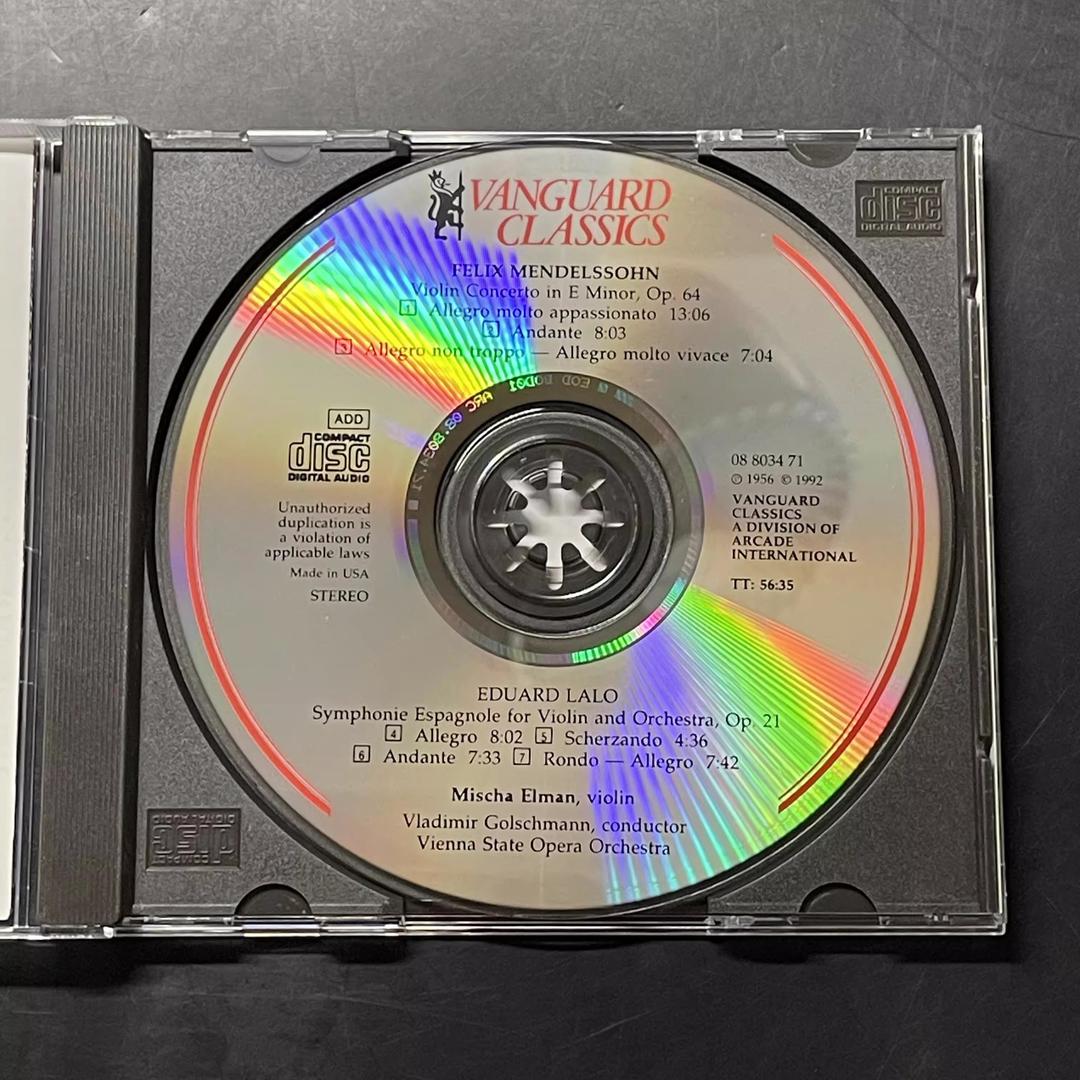 VANGUARD
CLASSICS
FELIX MENDELSSOHN
Violin Concerto in E Minor, Op. 64
1 Allegro molto appassionato 13:06
2 Andante 8:03
3 Allegro non troppo — Allegro molto vivace 7:04
ADD
COMPACT
disc
DIGITAL AUDIO
Unauthorized
duplication is
a violation of
applicable laws
Made in USA
STEREO
08 8034 71
℗ 1956 © 1992
VANGUARD
CLASSICS
A DIVISION OF
ARCADE
INTERNATIONAL
TT: 56:35
EDUARD LALO
Symphonie Espagnole for Violin and Orchestra, Op. 21
4 Allegro 8:02 5 Scherzando 4:36
6 Andante 7:33 7 Rondo — Allegro 7:42
Mischa Elman, violin
Vladimir Golschmann, conductor
Vienna State Opera Orchestra
COMPACT
disc
DIGITAL AUDIO
COMPACT
disc
DIGITAL AUDIO